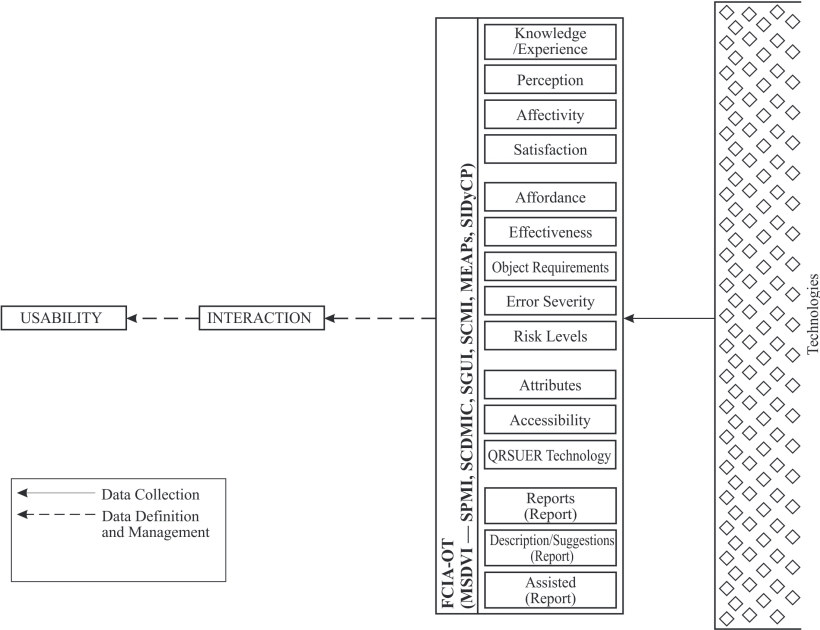 Knowledge
/Experience
Perception
Affectivity
Satisfaction
Affordance
Effectiveness
Object Requirements
Error Severity
Risk Levels
Attributes
Accessibility
QRSUER Technology
Reports
(Report)
Description/Suggestions
(Report)
Assisted
(Report)
FCIA-OT
(MSDVI — SPMI, SCDMIC, SGUI, SCMI, MEAPs, SIDyCP)
USABILITY
INTERACTION
Technologies
Data Collection
Data Definition
and Management